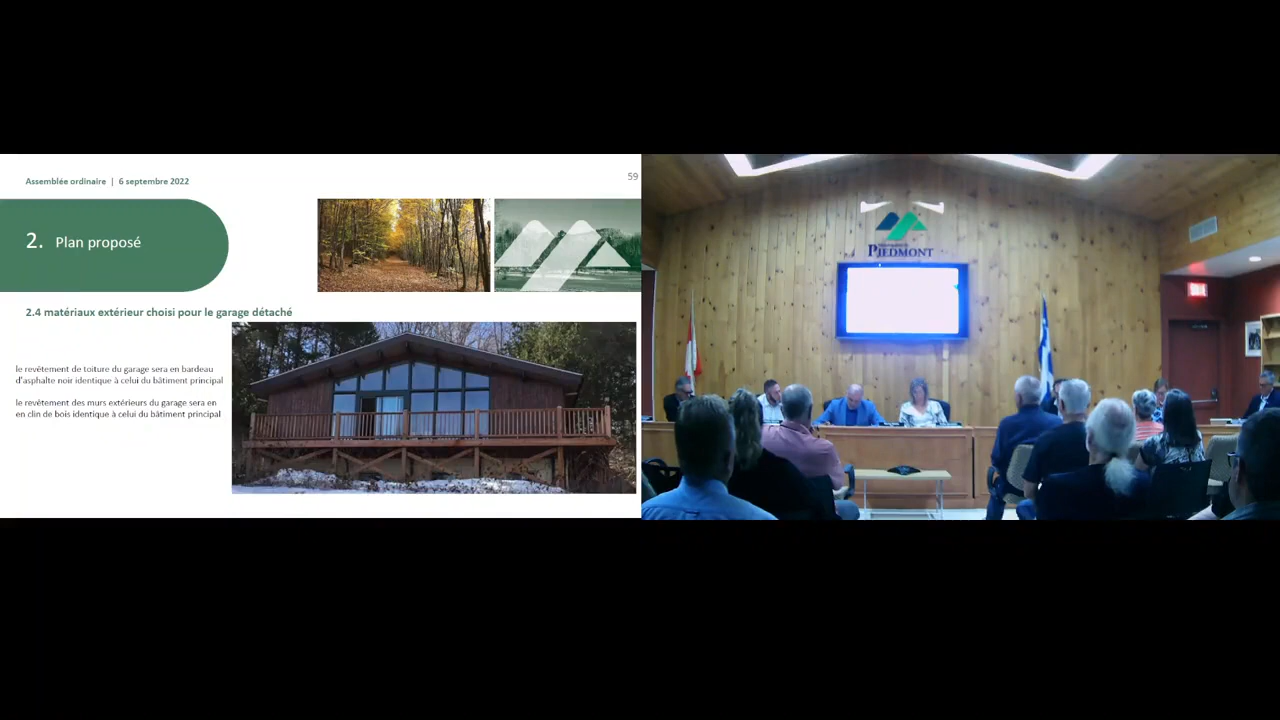 Assemblée ordinaire | 6 septembre 2022
59
2. Plan proposé
2.4 matériaux extérieur choisi pour le garage détaché
le revêtement de toiture du garage sera en bardeau
d'asphalte noir identique à celui du bâtiment principal
le revêtement des murs extérieurs du garage sera en
en clin de bois identique à celui du bâtiment principal
PIEDMONT